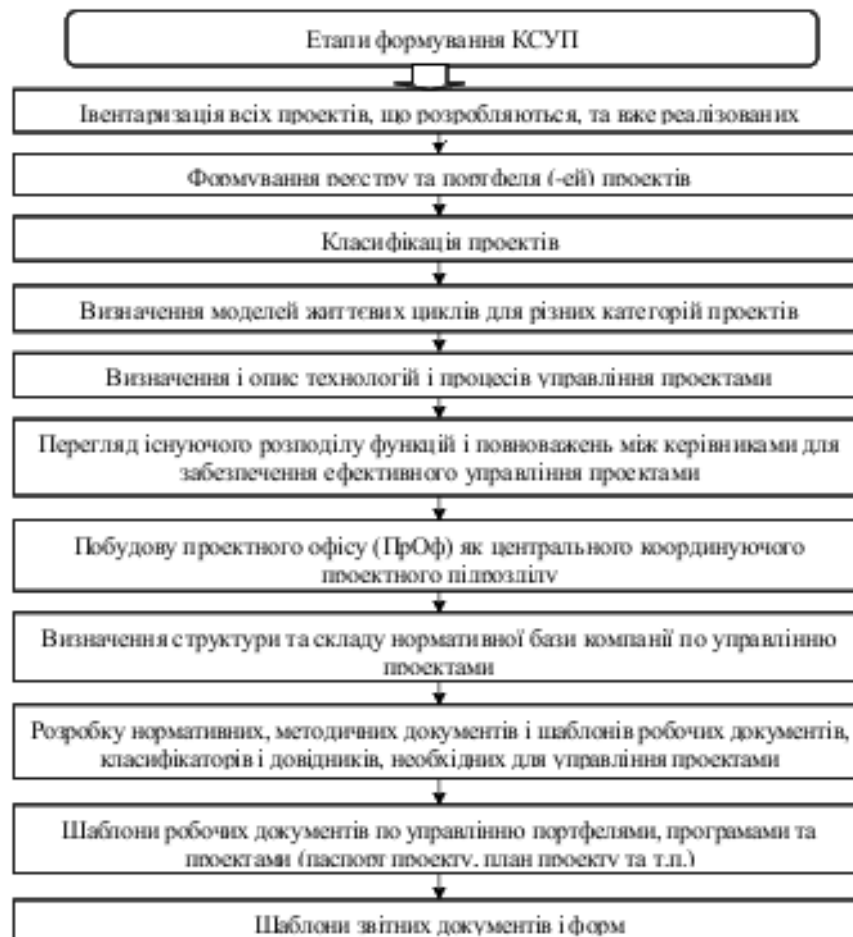 Етапи формування КСУП
Івентаризація всіх проектів, що розробляються, та вже реалізованих
Формування реєстру та портфеля (-ей) проектів
Класифікація проектів
Визначення моделей життєвих циклів для різних категорій проектів
Визначення і опис технологій і процесів управління проектами
Перегляд існуючого розподілу функцій і повноважень між керівниками для
забезпечення ефективного управління проектами
Побудову проектного офісу (ПрОф) як центрального координуючого
проектного підрозділу
Визначення структури та складу нормативної бази компанії по управлінню
проектами
Розробку нормативних, методичних документів і шаблонів робочих документів,
класифікаторів і довідників, необхідних для управління проектами
Шаблони робочих документів по управлінню портфелями, програмами та
проектами (паспорт проекту, план проекту та т.п.)
Шаблони звітних документів і форм